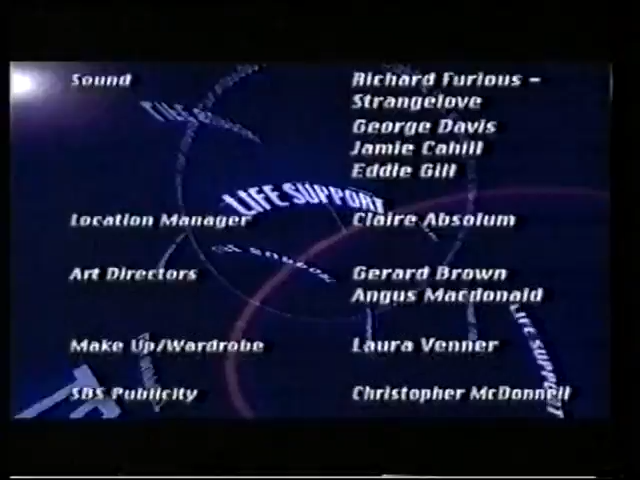 Sound Richard Furious –
Strangelove
George Davis
Jamie Cahill
Eddie Gill
LIFE SUPPORT
Location Manager Claire Absolum
Art Directors Gerard Brown
Angus Macdonald
LIFE SUPPORT
Make Up/Wardrobe Laura Venner
SBS Publicity Christopher McDonnell